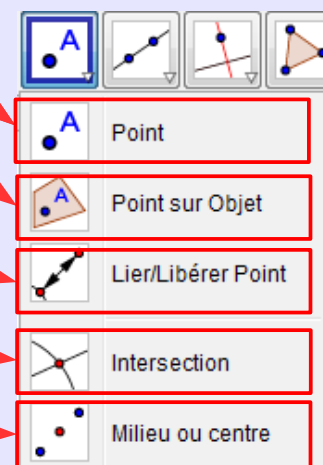 A
A
Point
A
Point sur Objet
Lier/Libérer Point
Intersection
Milieu ou centre